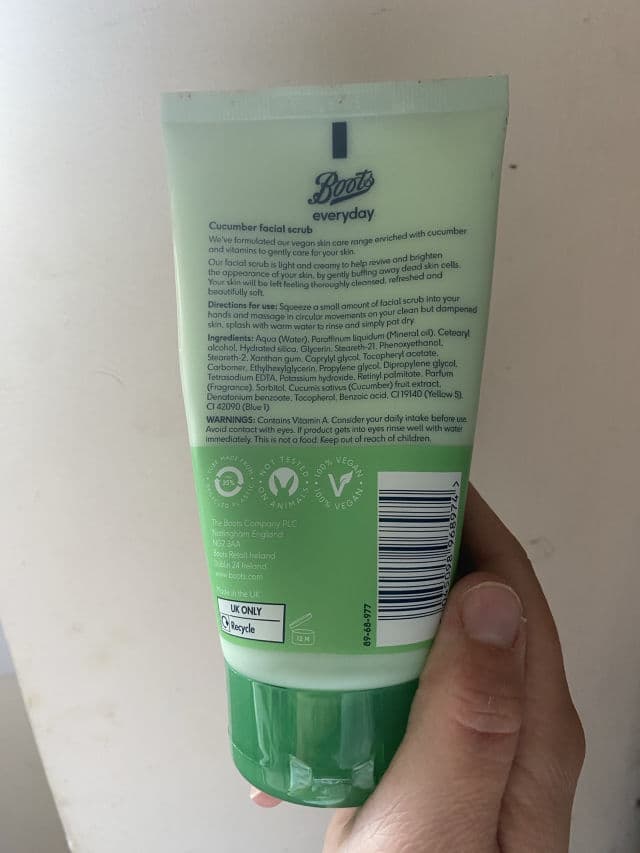 Boots
everyday
Cucumber facial scrub
We've formulated our vegan skin care range enriched with cucumber
and vitamins to gently care for your skin.
Our facial scrub is light and creamy to help revive and brighten
the appearance of your skin, by gently buffing away dead skin cells.
Your skin will be left feeling thoroughly cleansed, refreshed and
beautifully soft.
Directions for use: Squeeze a small amount of facial scrub into your
hands and massage in circular movements on your clean but dampened
skin, splash with warm water to rinse and simply pat dry.
Ingredients: Aqua (Water), Paraffinum liquidum (Mineral oil), Cetearyl
alcohol, Hydrated silica, Glycerin, Steareth-21, Phenoxyethanol,
Steareth-2, Xanthan gum, Caprylyl glycol, Tocopheryl acetate,
Carbomer, Ethylhexylglycerin, Propylene glycol, Dipropylene glycol,
Tetrasodium EDTA, Potassium hydroxide, Retinyl palmitate, Parfum
(Fragrance), Sorbitol, Cucumis sativus (Cucumber) fruit extract,
Denatonium benzoate, Tocopherol, Benzoic acid, CI 19140 (Yellow 5),
CI 42090 (Blue 1)
WARNINGS: Contains Vitamin A. Consider your daily intake before use.
Avoid contact with eyes. If product gets into eyes rinse well with water
immediately. This is not a food. Keep out of reach of children.
TUBE MADE FROM
95%
RECYCLED PLASTIC
NOT TESTED
ON ANIMALS
100% VEGAN
100% VEGAN
The Boots Company PLC
Nottingham England
NG2 3AA
Boots Retail Ireland
Dublin 24 Ireland
www.boots.com
Made in the UK
UK ONLY
Recycle
12 M
89-68-977